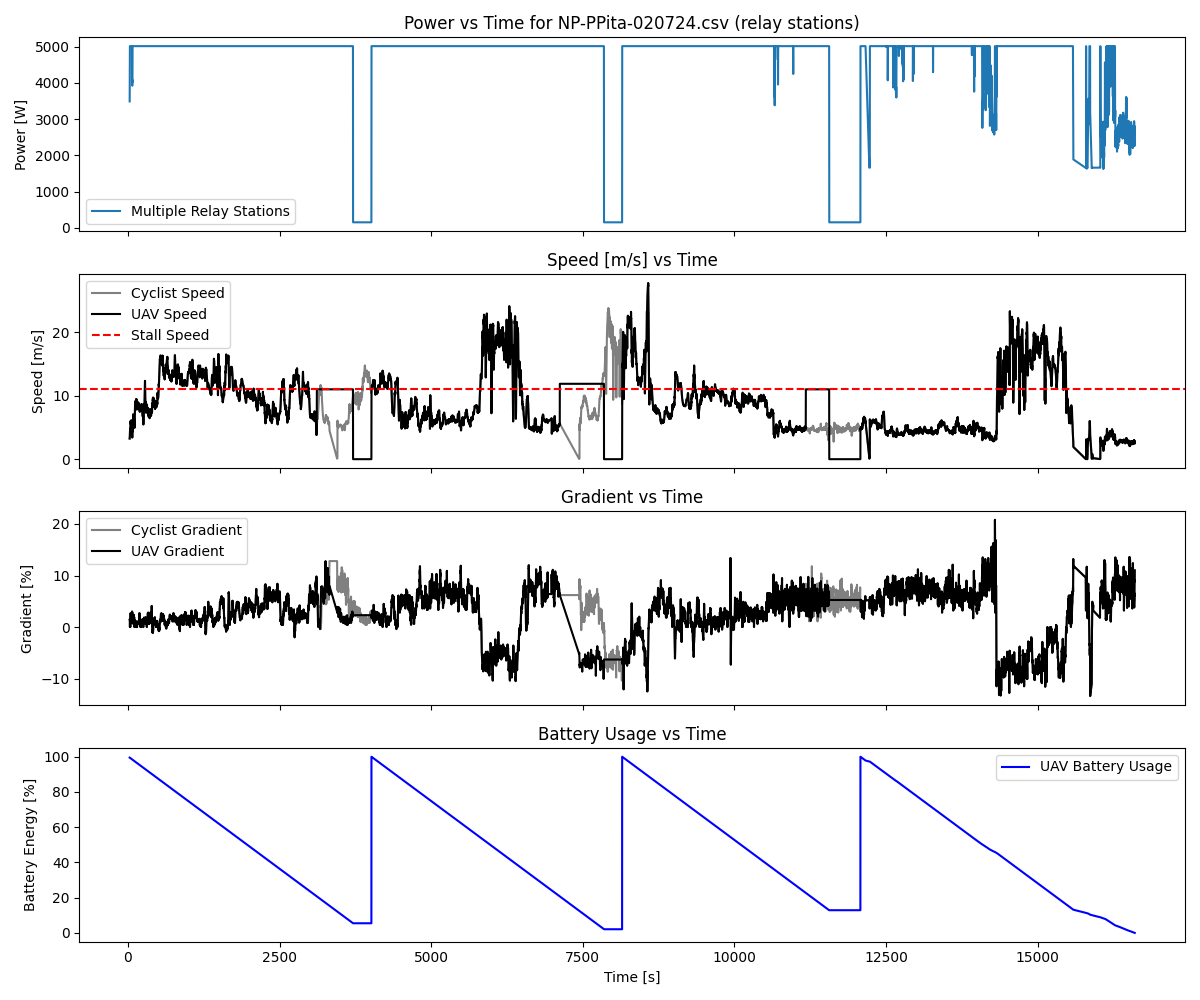 Power vs Time for NP-PPita-020724.csv (relay stations)
5000
4000
3000
2000
1000
0
Power [W]
Multiple Relay Stations
Speed [m/s] vs Time
20
10
0
Speed [m/s]
Cyclist Speed
UAV Speed
Stall Speed
Gradient vs Time
20
10
0
−10
Gradient [%]
Cyclist Gradient
UAV Gradient
Battery Usage vs Time
100
80
60
40
20
0
Battery Energy [%]
UAV Battery Usage
0 2500 5000 7500 10000 12500 15000
Time [s]